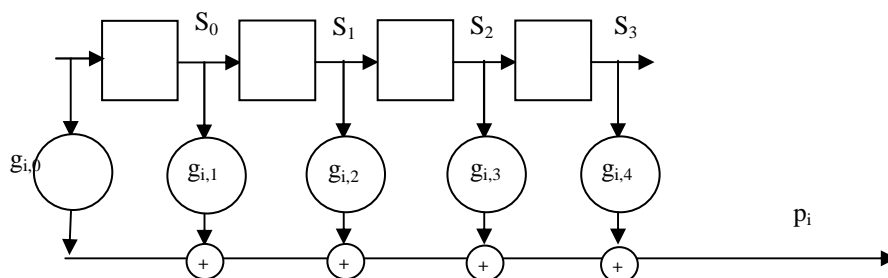 S₀ S₁ S₂ S₃
gᵢ,₀ gᵢ,₁ gᵢ,₂ gᵢ,₃ gᵢ,₄
pᵢ
+ + + +